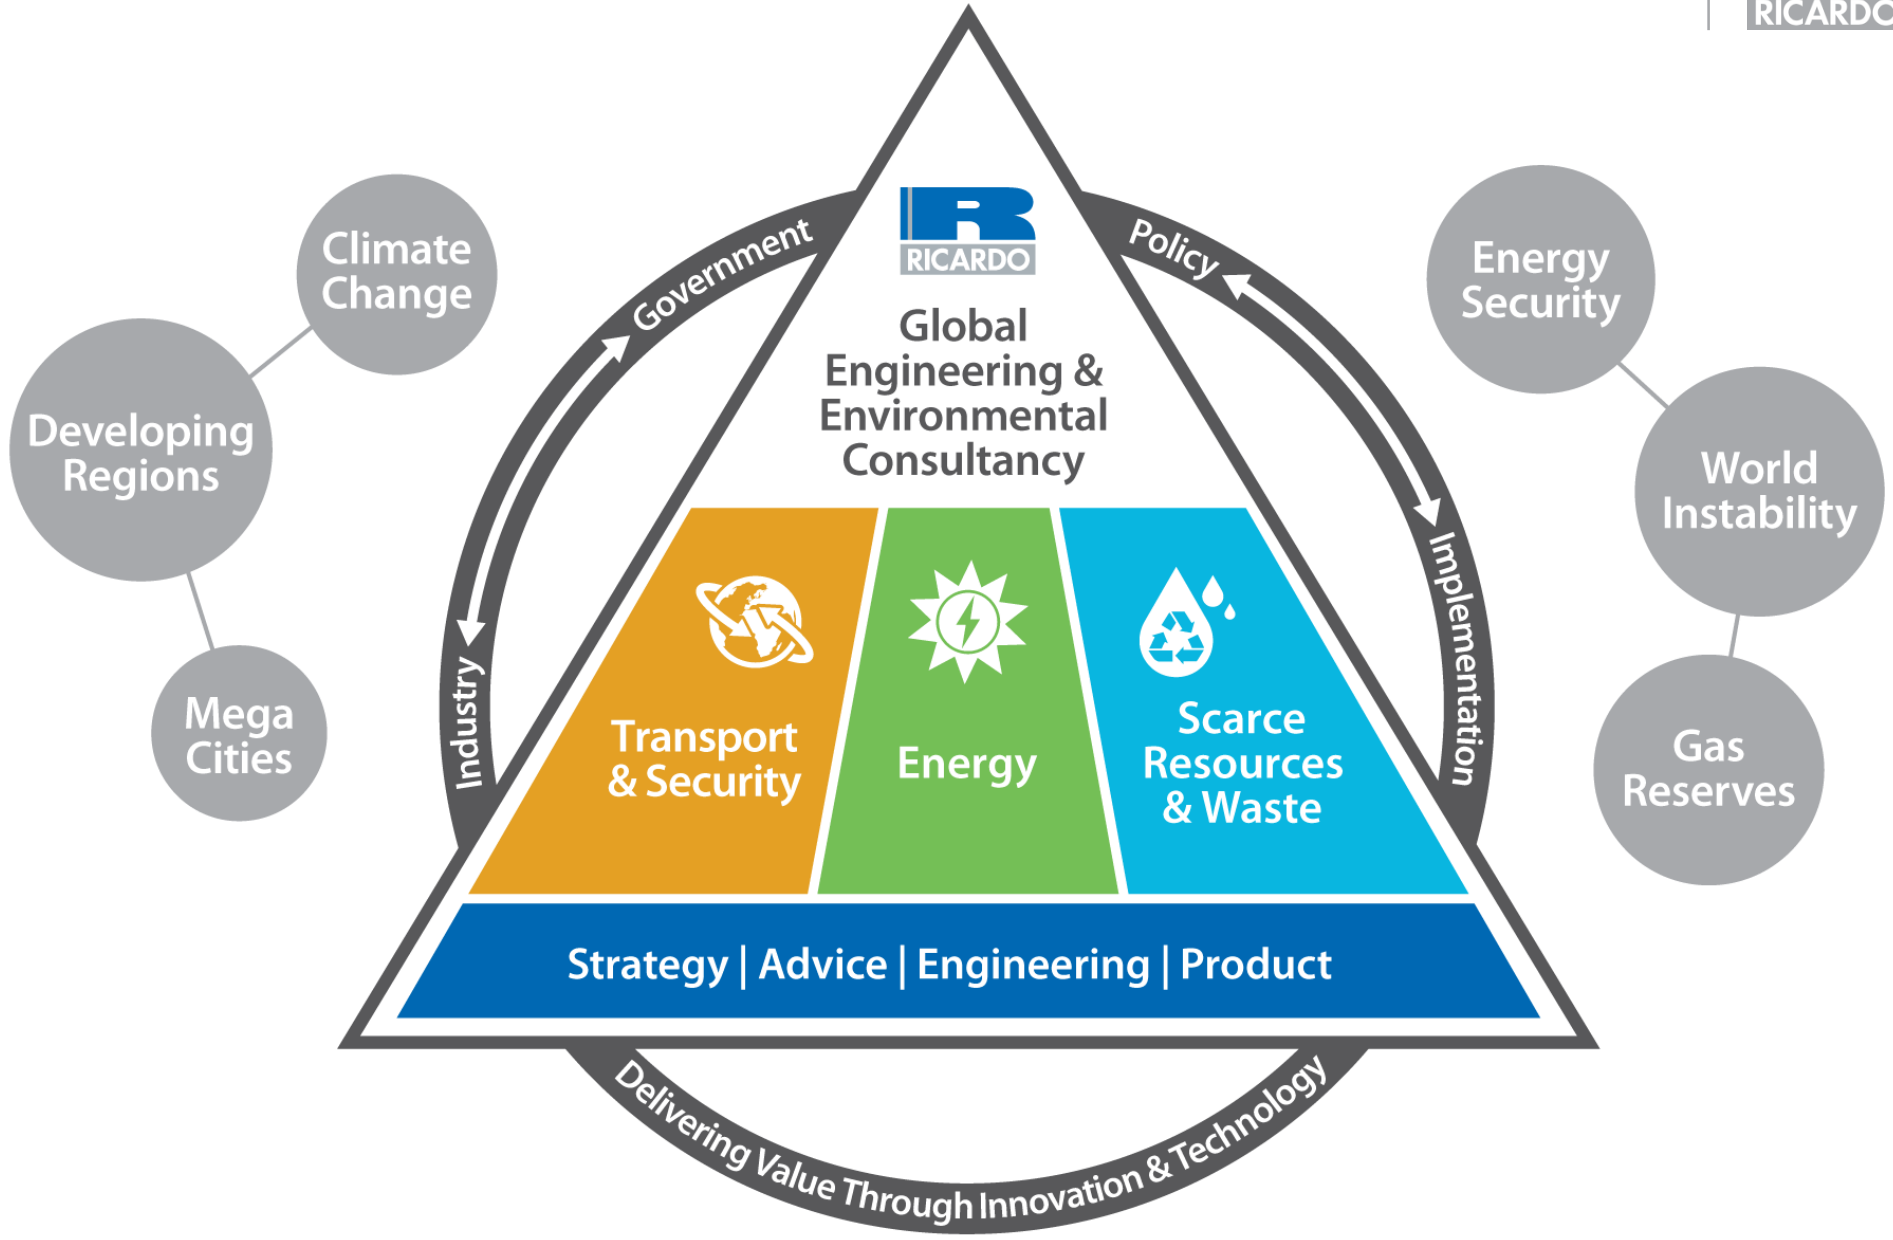 RICARDO
Climate
Change
Developing
Regions
Mega
Cities
Government
Industry
RICARDO
Global
Engineering &
Environmental
Consultancy
Transport
& Security
Energy
Scarce
Resources
& Waste
Strategy | Advice | Engineering | Product
Policy
Implementation
Energy
Security
World
Instability
Gas
Reserves
Delivering Value Through Innovation & Technology